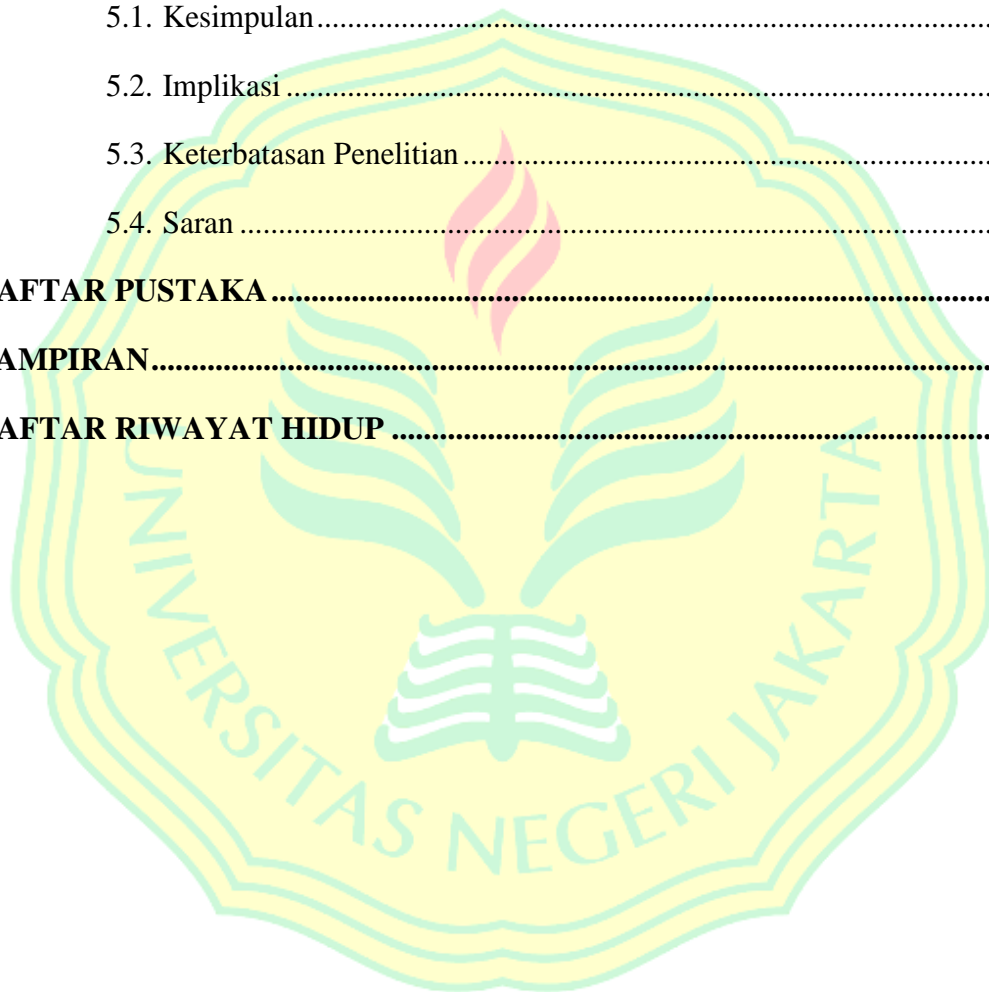 5.1. Kesimpulan........................................................................................
5.2. Implikasi............................................................................................
5.3. Keterbatasan Penelitian......................................................................
5.4. Saran..................................................................................................
AFTAR PUSTAKA...........................................................................................
AMPIRAN.........................................................................................................
AFTAR RIWAYAT HIDUP............................................................................
UNIVERSITAS NEGERI JAKARTA